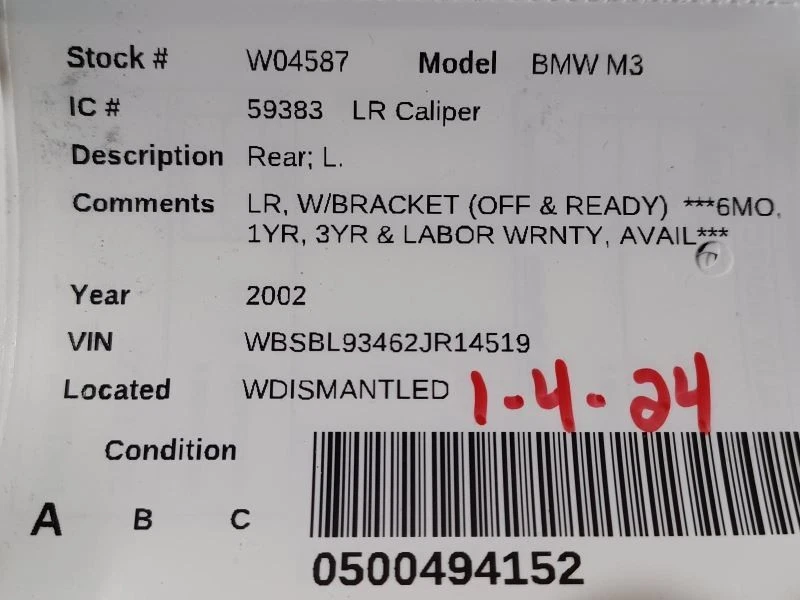 Stock # W04587 Model BMW M3
IC # 59383 LR Caliper
Description Rear; L.
Comments LR, W/BRACKET (OFF & READY) ***6MO,
1YR, 3YR & LABOR WRNTY, AVAIL***
Year 2002
VIN WBSBL93462JR14519
Located WDISMANTLED 1-4-24
Condition
A B C
0500494152